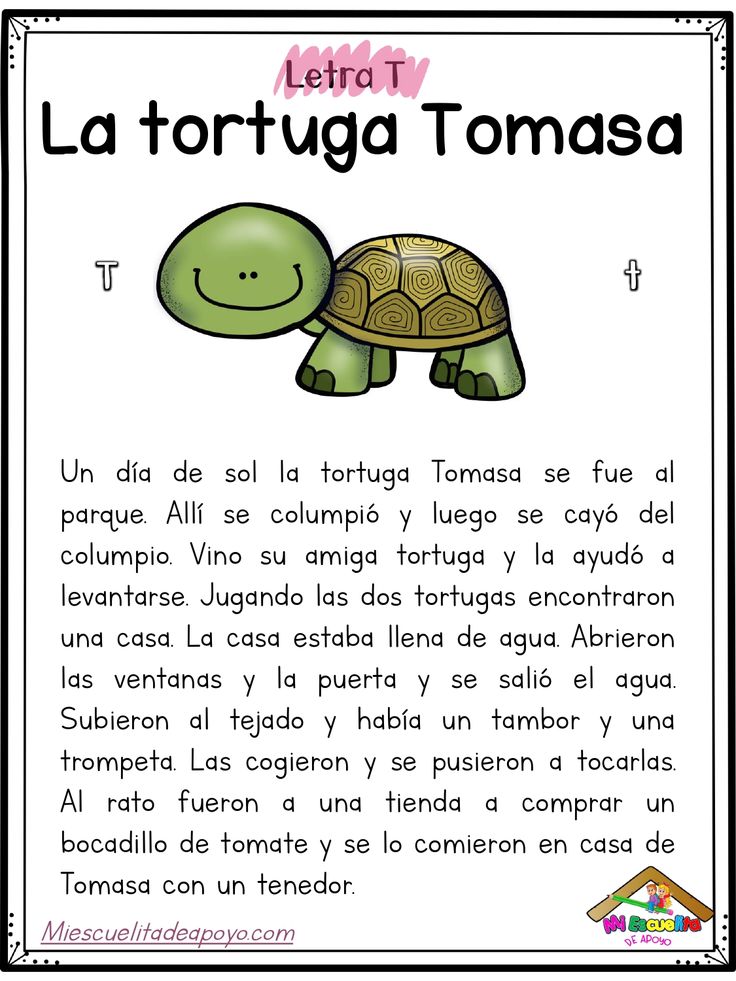 Letra T
La tortuga Tomasa
T
t
Un día de sol la tortuga Tomasa se fue al
parque. Allí se columpió y luego se cayó del
columpio. Vino su amiga tortuga y la ayudó a
levantarse. Jugando las dos tortugas encontraron
una casa. La casa estaba llena de agua. Abrieron
las ventanas y la puerta y se salió el agua.
Subieron al tejado y había un tambor y una
trompeta. Las cogieron y se pusieron a tocarlas.
Al rato fueron a una tienda a comprar un
bocadillo de tomate y se lo comieron en casa de
Tomasa con un tenedor.
Miescuelitadeapoyo.com
Mi Escuelita
DE APOYO